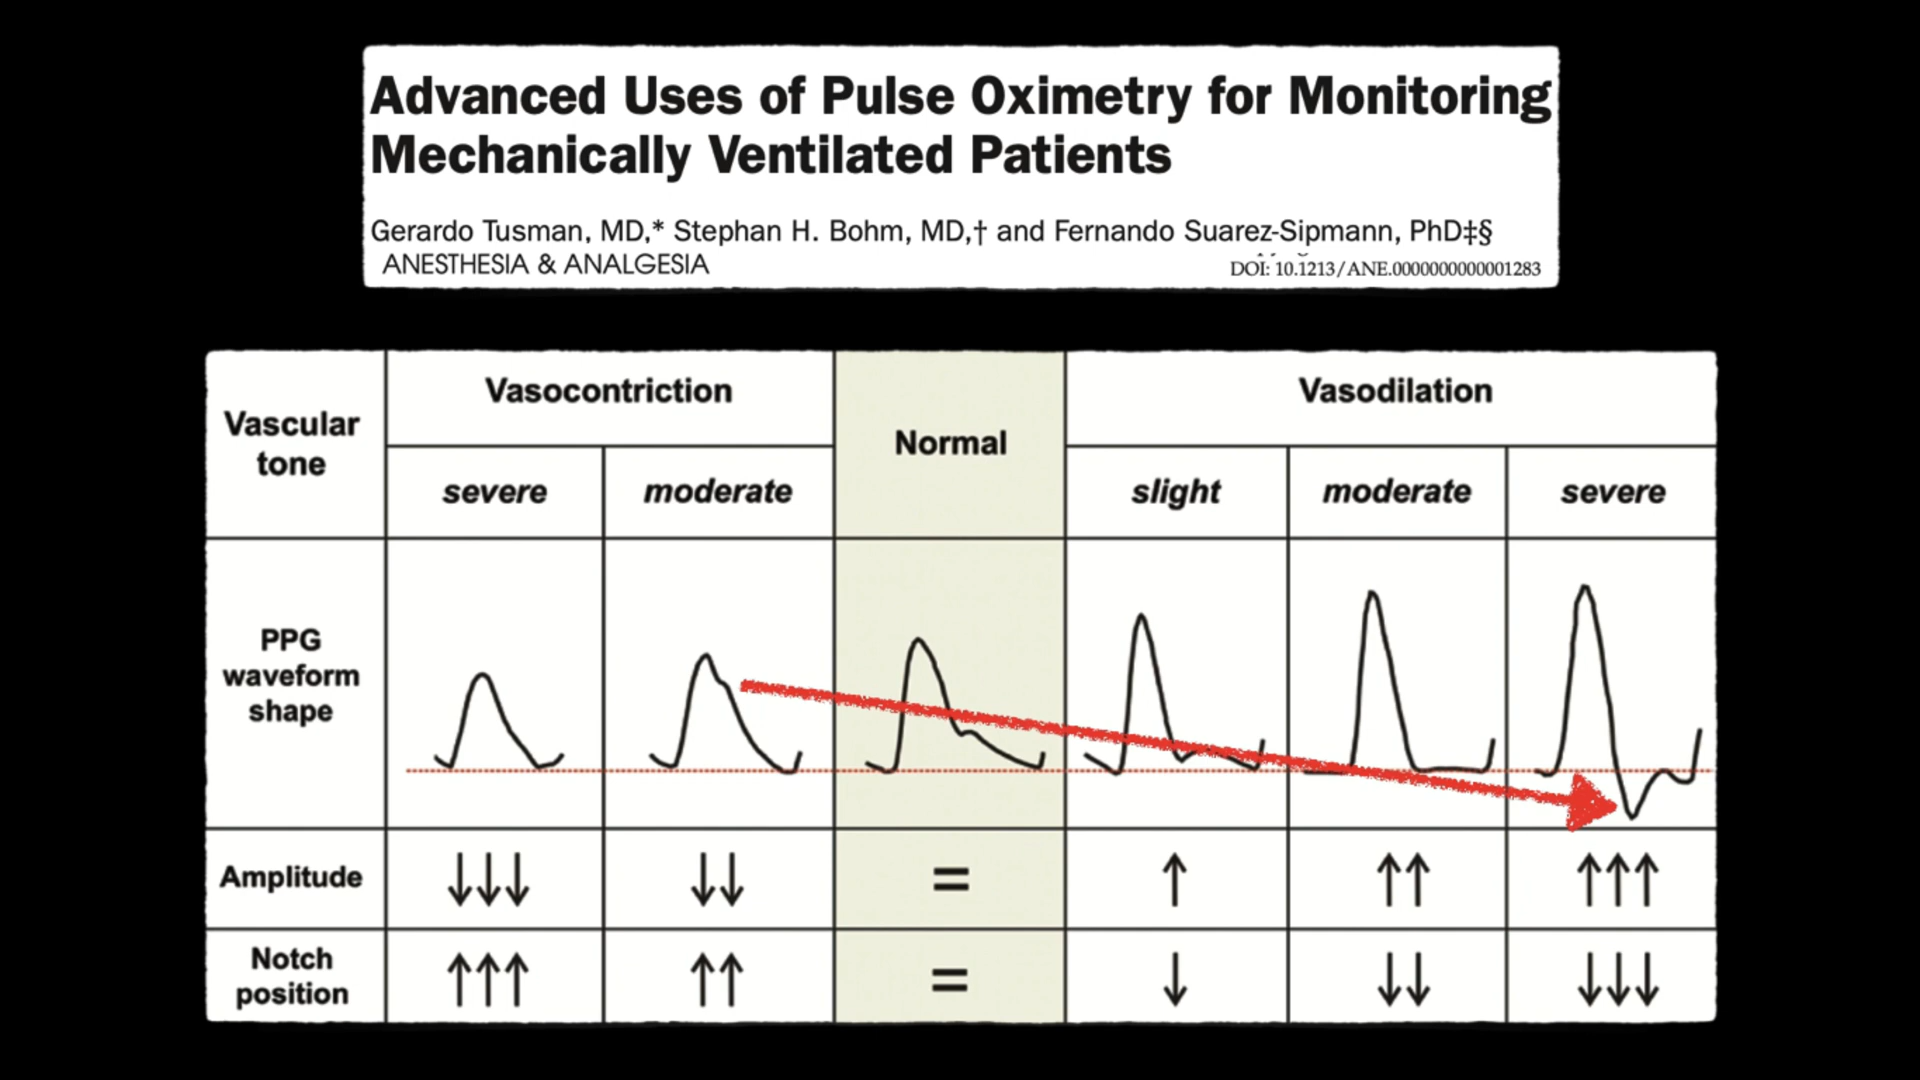 Advanced Uses of Pulse Oximetry for Monitoring
Mechanically Ventilated Patients
Gerardo Tusman, MD,* Stephan H. Bohm, MD,† and Fernando Suarez-Sipmann, PhD‡§
ANESTHESIA & ANALGESIA
DOI: 10.1213/ANE.0000000000001283
Vascular
tone
Vasocontriction
Normal
Vasodilation
severe
moderate
slight
moderate
severe
PPG
waveform
shape
Amplitude
↓↓↓
↓↓
=
↑
↑↑
↑↑↑
Notch
position
↑↑↑
↑↑
=
↓
↓↓
↓↓↓